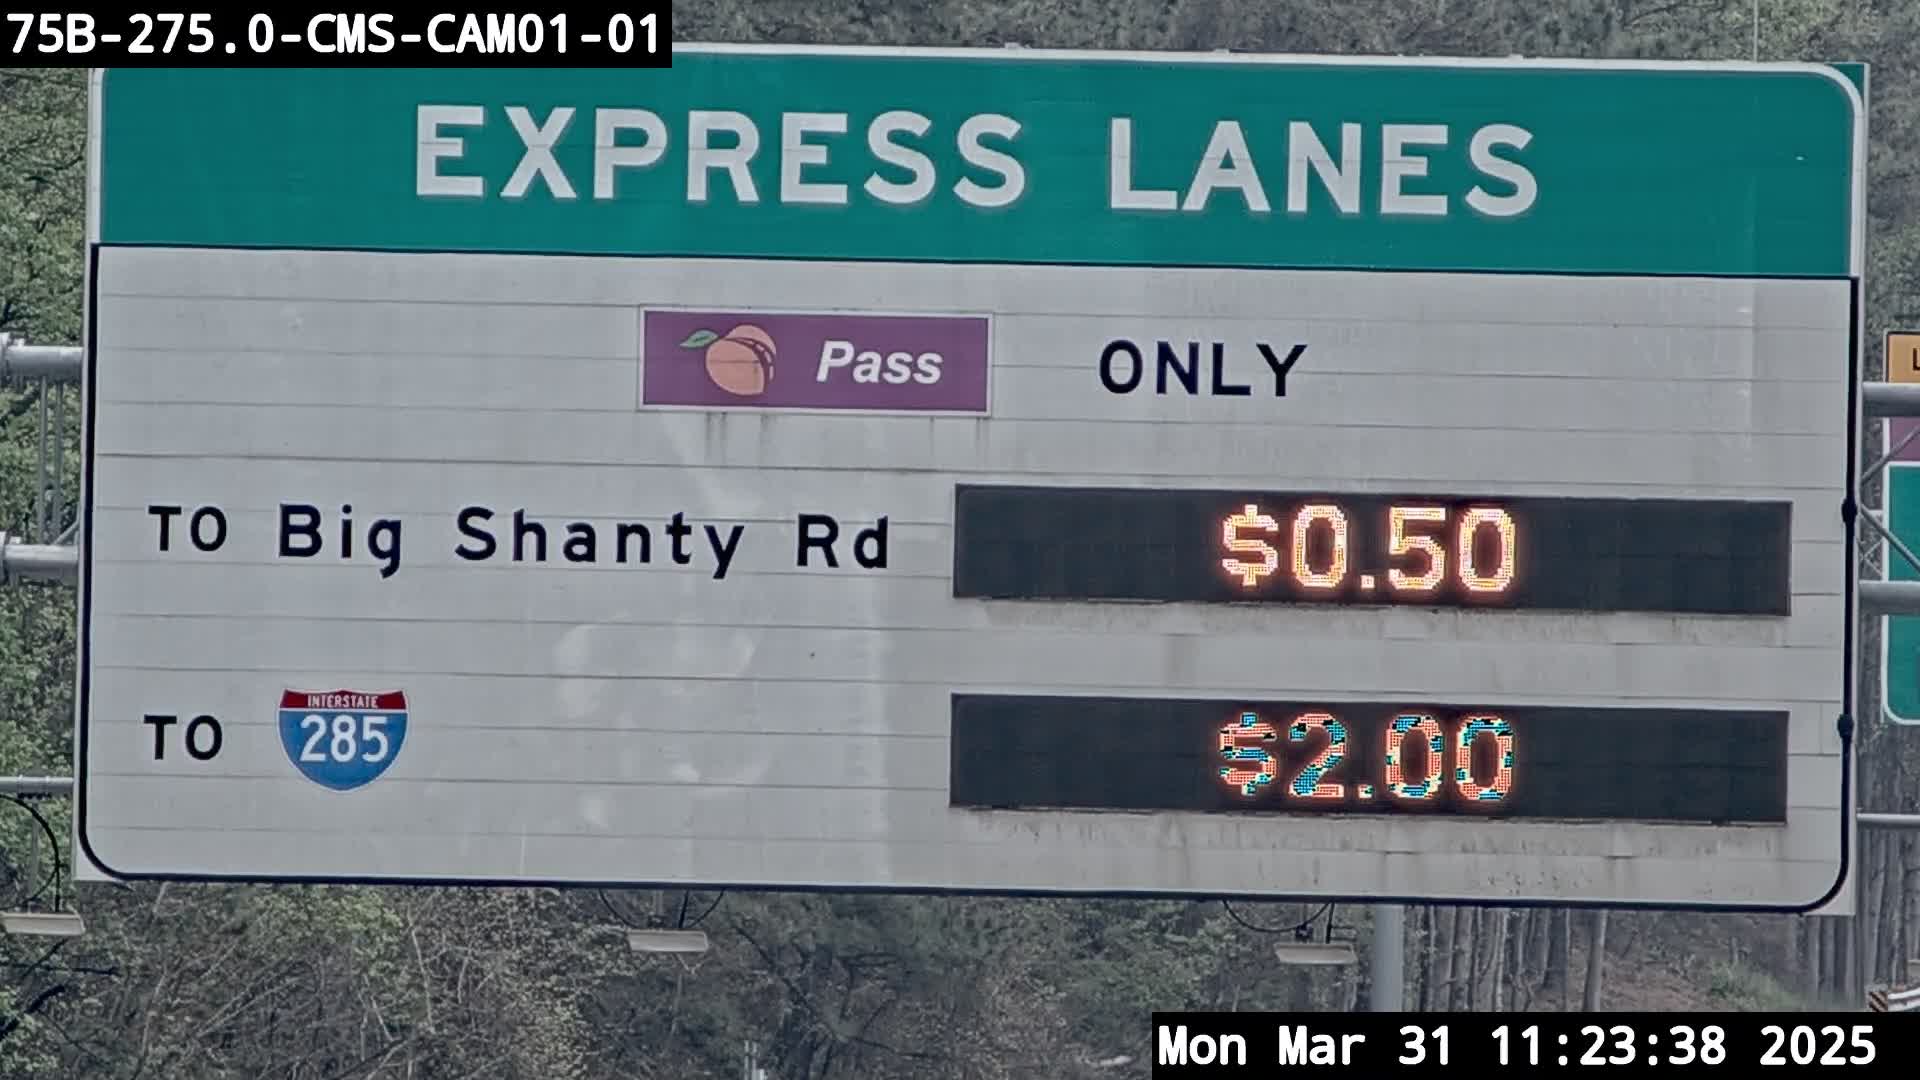 75B-275.0-CMS-CAM01-01
EXPRESS LANES
Pass ONLY
TO Big Shanty Rd $0.50
INTERSTATE
TO 285 $2.00
Mon Mar 31 11:23:38 2025